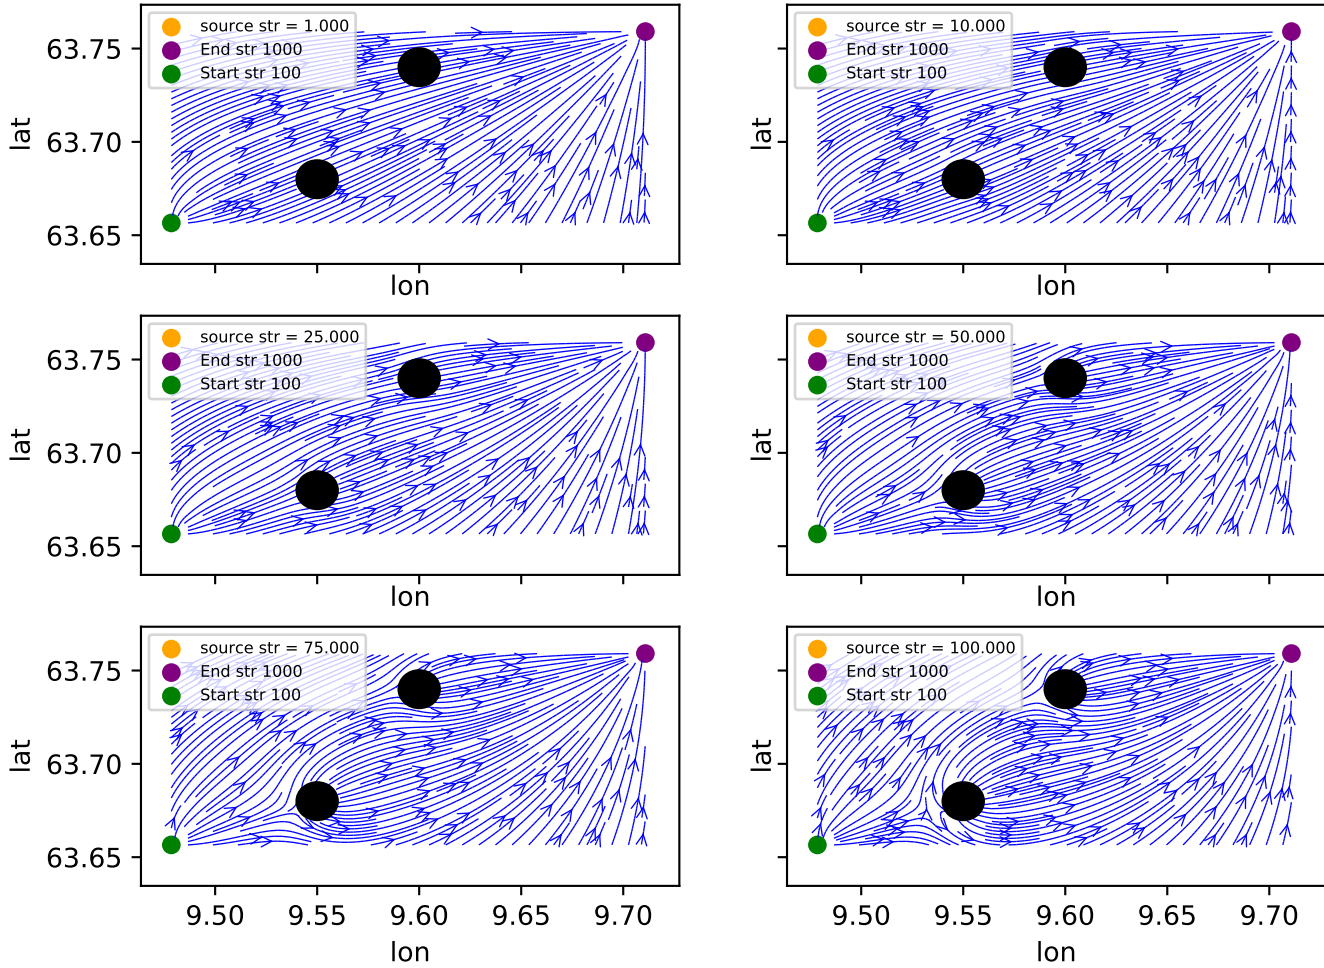 source str = 1.000
End str 1000
Start str 100
63.75
63.70
63.65
lat
lon
source str = 10.000
End str 1000
Start str 100
lat
lon
source str = 25.000
End str 1000
Start str 100
63.75
63.70
63.65
lat
lon
source str = 50.000
End str 1000
Start str 100
lat
lon
source str = 75.000
End str 1000
Start str 100
63.75
63.70
63.65
lat
9.50 9.55 9.60 9.65 9.70
lon
source str = 100.000
End str 1000
Start str 100
lat
9.50 9.55 9.60 9.65 9.70
lon